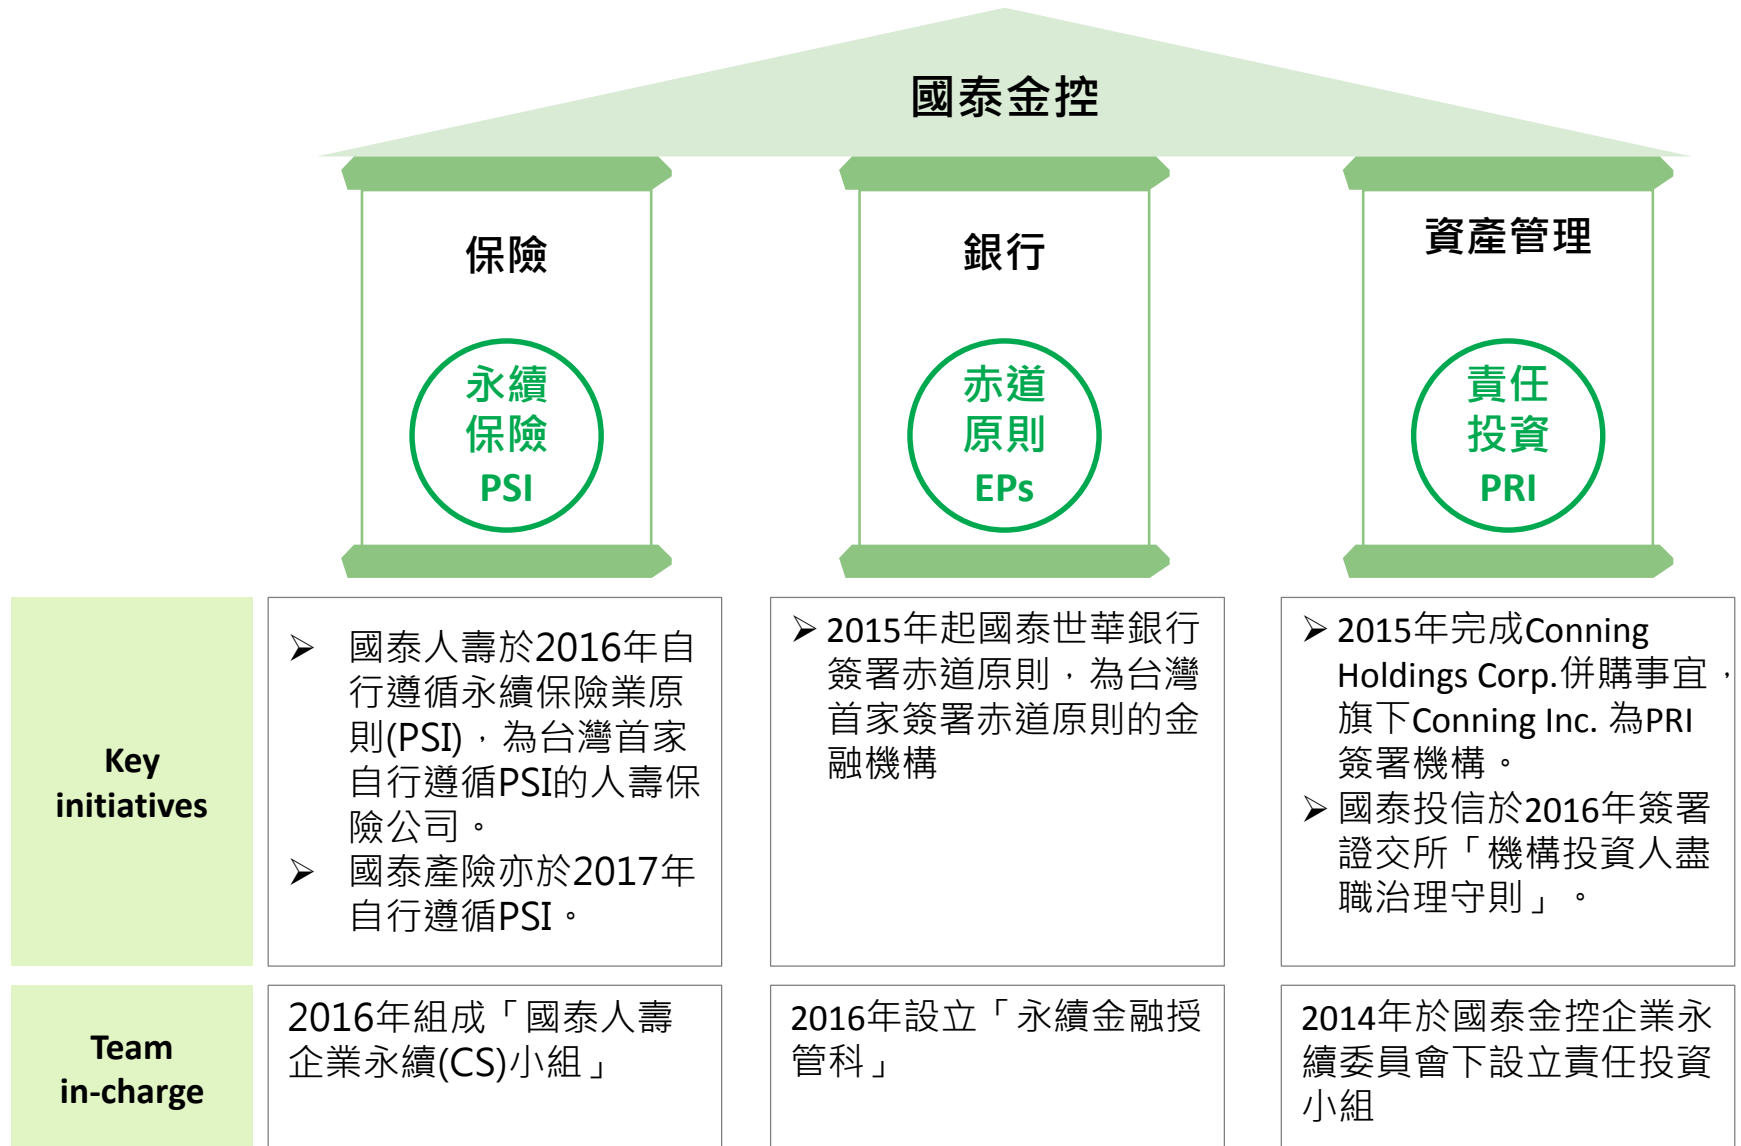 國泰金控
保險
永續
保險
PSI
銀行
赤道
原則
EPs
資產管理
責任
投資
PRI
Key
initiatives
➢ 國泰人壽於2016年自
行遵循永續保險業原
則(PSI)，為台灣首家
自行遵循PSI的人壽保
險公司。
➢ 國泰產險亦於2017年
自行遵循PSI。
➢ 2015年起國泰世華銀行
簽署赤道原則，為台灣
首家簽署赤道原則的金
融機構
➢ 2015年完成Conning
Holdings Corp.併購事宜，
旗下Conning Inc. 為PRI
簽署機構。
➢ 國泰投信於2016年簽署
證交所「機構投資人盡
職治理守則」。
Team
in-charge
2016年組成「國泰人壽
企業永續(CS)小組」
2016年設立「永續金融授
管科」
2014年於國泰金控企業永
續委員會下設立責任投資
小組